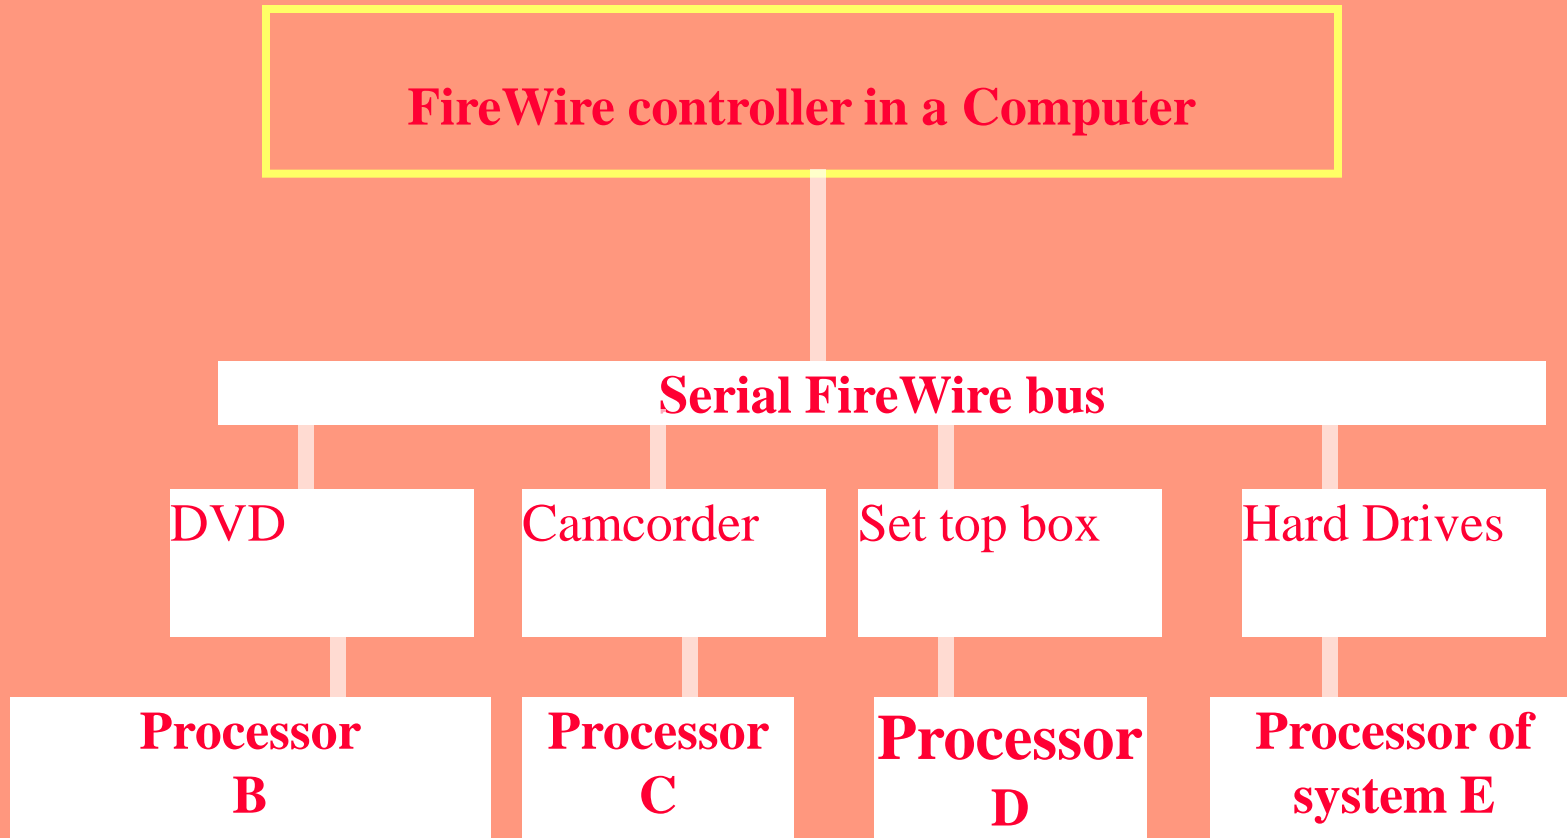 FireWire controller in a Computer
Serial FireWire bus
DVD
Camcorder
Set top box
Hard Drives
Processor
B
Processor
C
Processor
D
Processor of
system E